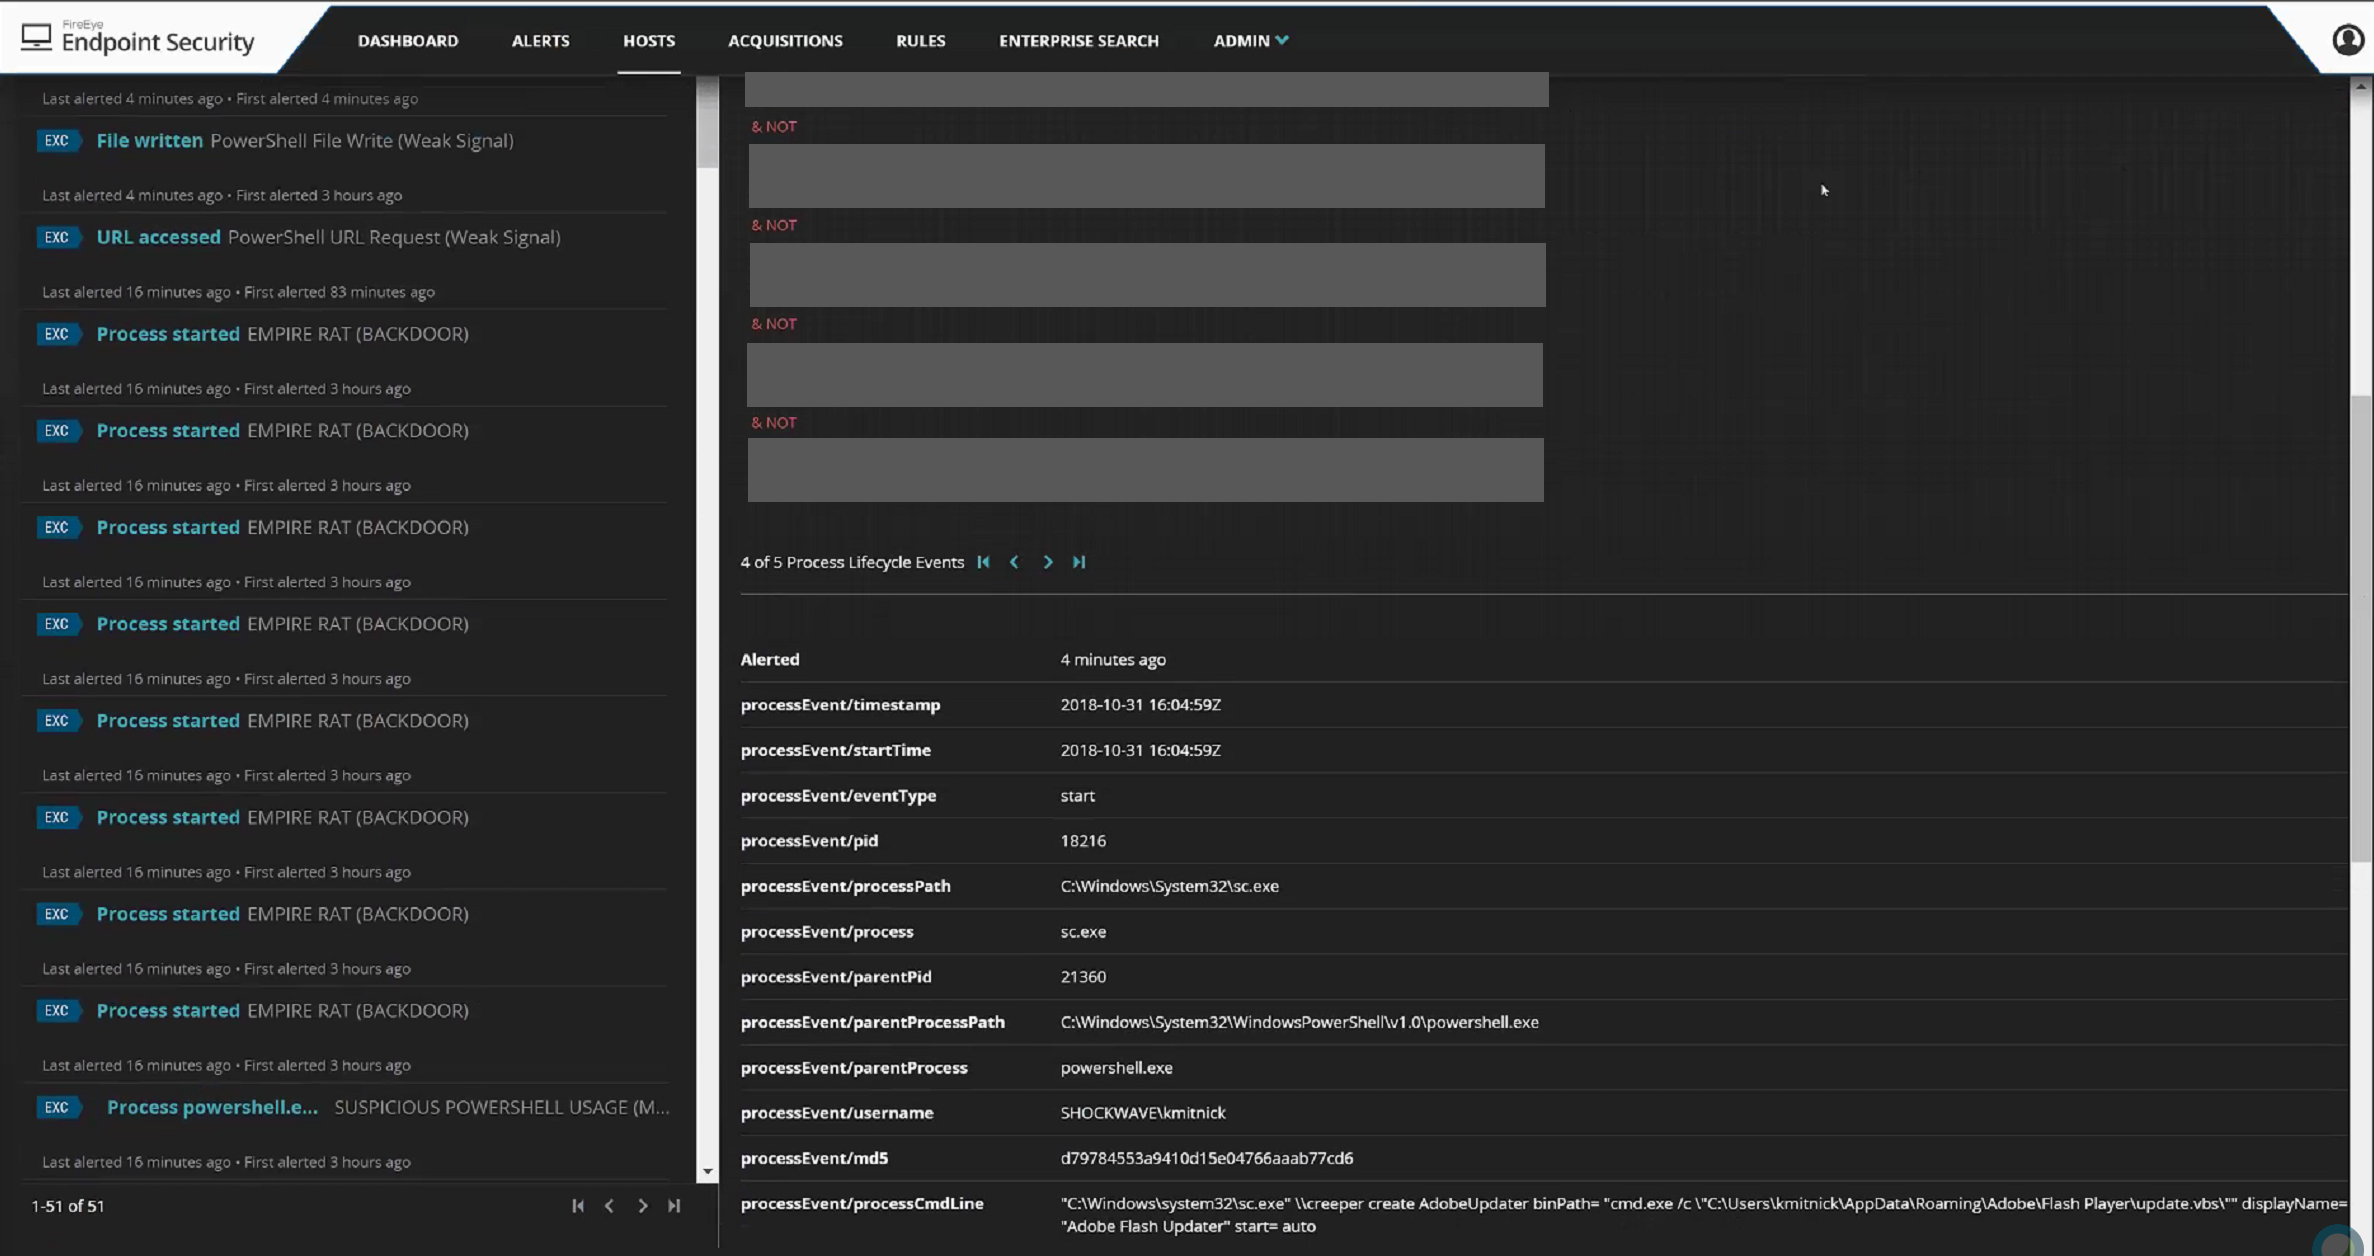 FireEye
Endpoint Security
DASHBOARD
ALERTS
HOSTS
ACQUISITIONS
RULES
ENTERPRISE SEARCH
ADMIN
Last alerted 4 minutes ago • First alerted 4 minutes ago
EXC File written PowerShell File Write (Weak Signal)
Last alerted 4 minutes ago • First alerted 3 hours ago
EXC URL accessed PowerShell URL Request (Weak Signal)
Last alerted 16 minutes ago • First alerted 83 minutes ago
EXC Process started EMPIRE RAT (BACKDOOR)
Last alerted 16 minutes ago • First alerted 3 hours ago
EXC Process started EMPIRE RAT (BACKDOOR)
Last alerted 16 minutes ago • First alerted 3 hours ago
EXC Process started EMPIRE RAT (BACKDOOR)
Last alerted 16 minutes ago • First alerted 3 hours ago
EXC Process started EMPIRE RAT (BACKDOOR)
Last alerted 16 minutes ago • First alerted 3 hours ago
EXC Process started EMPIRE RAT (BACKDOOR)
Last alerted 16 minutes ago • First alerted 3 hours ago
EXC Process started EMPIRE RAT (BACKDOOR)
Last alerted 16 minutes ago • First alerted 3 hours ago
EXC Process started EMPIRE RAT (BACKDOOR)
Last alerted 16 minutes ago • First alerted 3 hours ago
EXC Process started EMPIRE RAT (BACKDOOR)
Last alerted 16 minutes ago • First alerted 3 hours ago
EXC Process powershell.e... SUSPICIOUS POWERSHELL USAGE (M...
Last alerted 16 minutes ago • First alerted 3 hours ago
1-51 of 51
& NOT
& NOT
& NOT
& NOT
4 of 5 Process Lifecycle Events
Alerted 4 minutes ago
processEvent/timestamp 2018-10-31 16:04:59Z
processEvent/startTime 2018-10-31 16:04:59Z
processEvent/eventType start
processEvent/pid 18216
processEvent/processPath C:\Windows\System32\sc.exe
processEvent/process sc.exe
processEvent/parentPid 21360
processEvent/parentProcessPath C:\Windows\System32\WindowsPowerShell\v1.0\powershell.exe
processEvent/parentProcess powershell.exe
processEvent/username SHOCKWAVE\kmitnick
processEvent/md5 d79784553a9410d15e04766aaab77cd6
processEvent/processCmdLine "C:\Windows\system32\sc.exe" \\creeper create AdobeUpdater binPath= "cmd.exe /c \"C:\Users\kmitnick\AppData\Roaming\Adobe\Flash Player\update.vbs\"" displayName=
"Adobe Flash Updater" start= auto